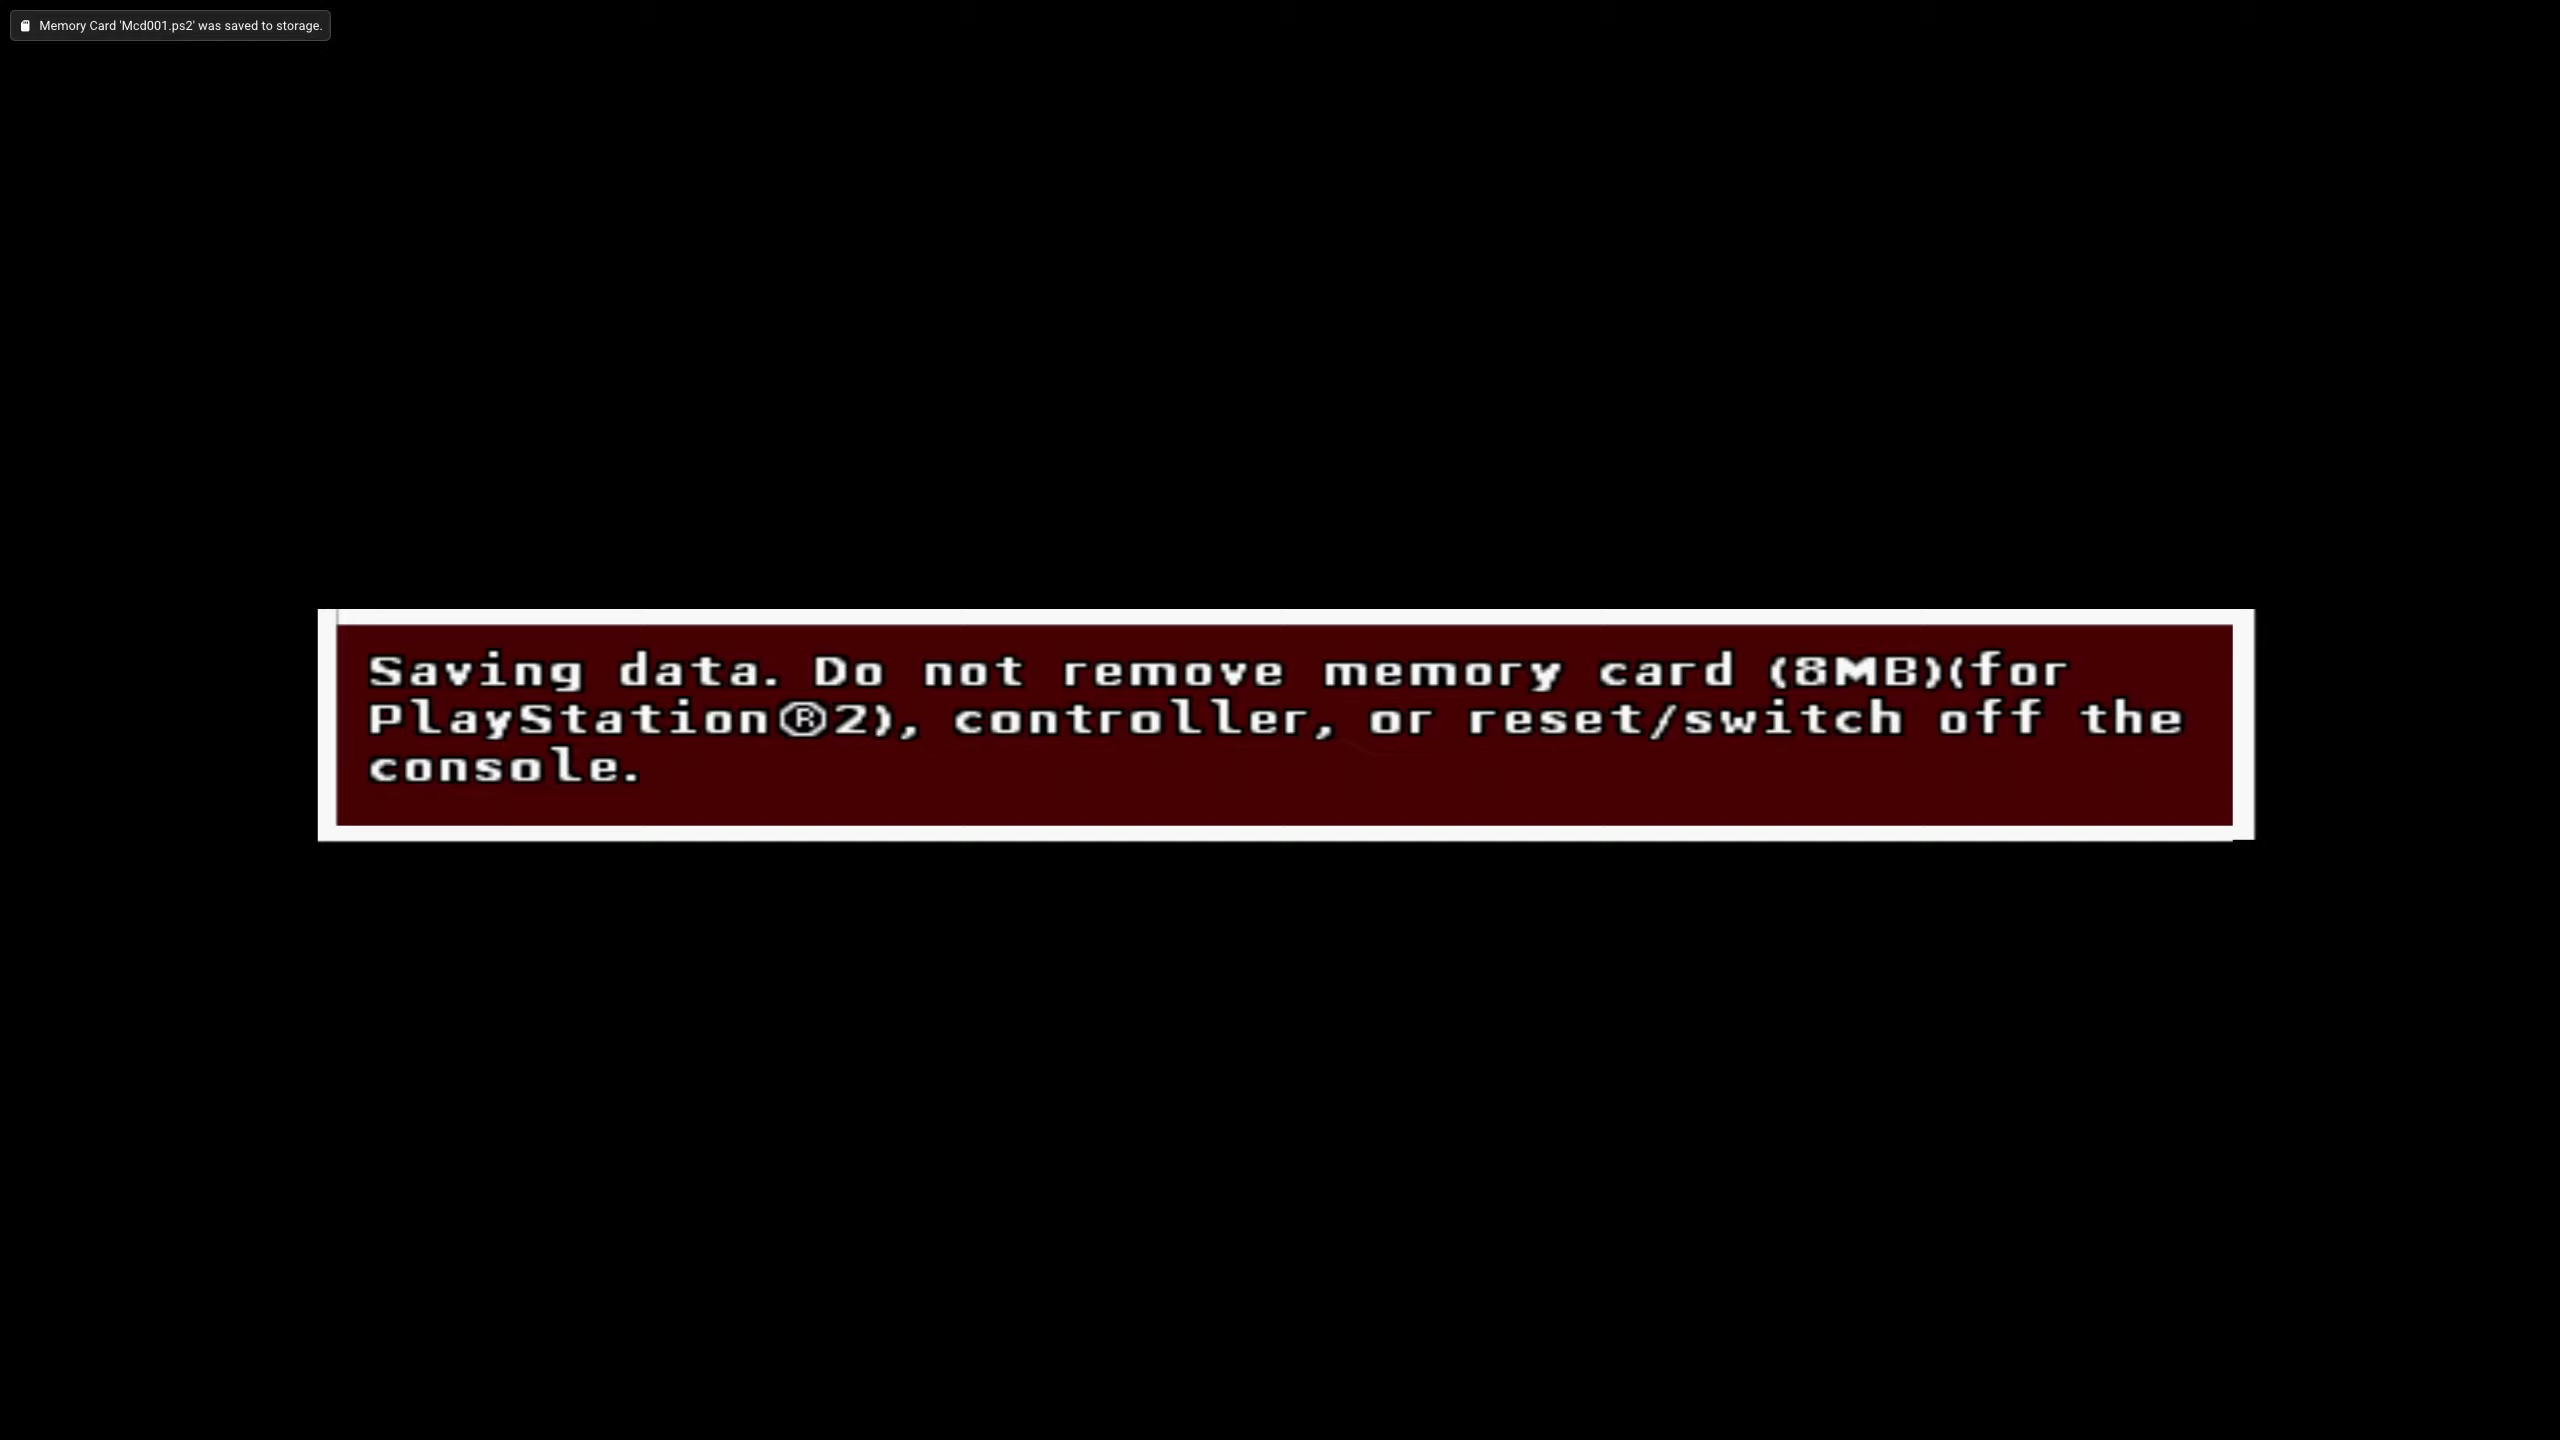 Memory Card 'Mcd001.ps2' was saved to storage.
Saving data. Do not remove memory card (8MB)(for
PlayStation®2), controller, or reset/switch off the
console.